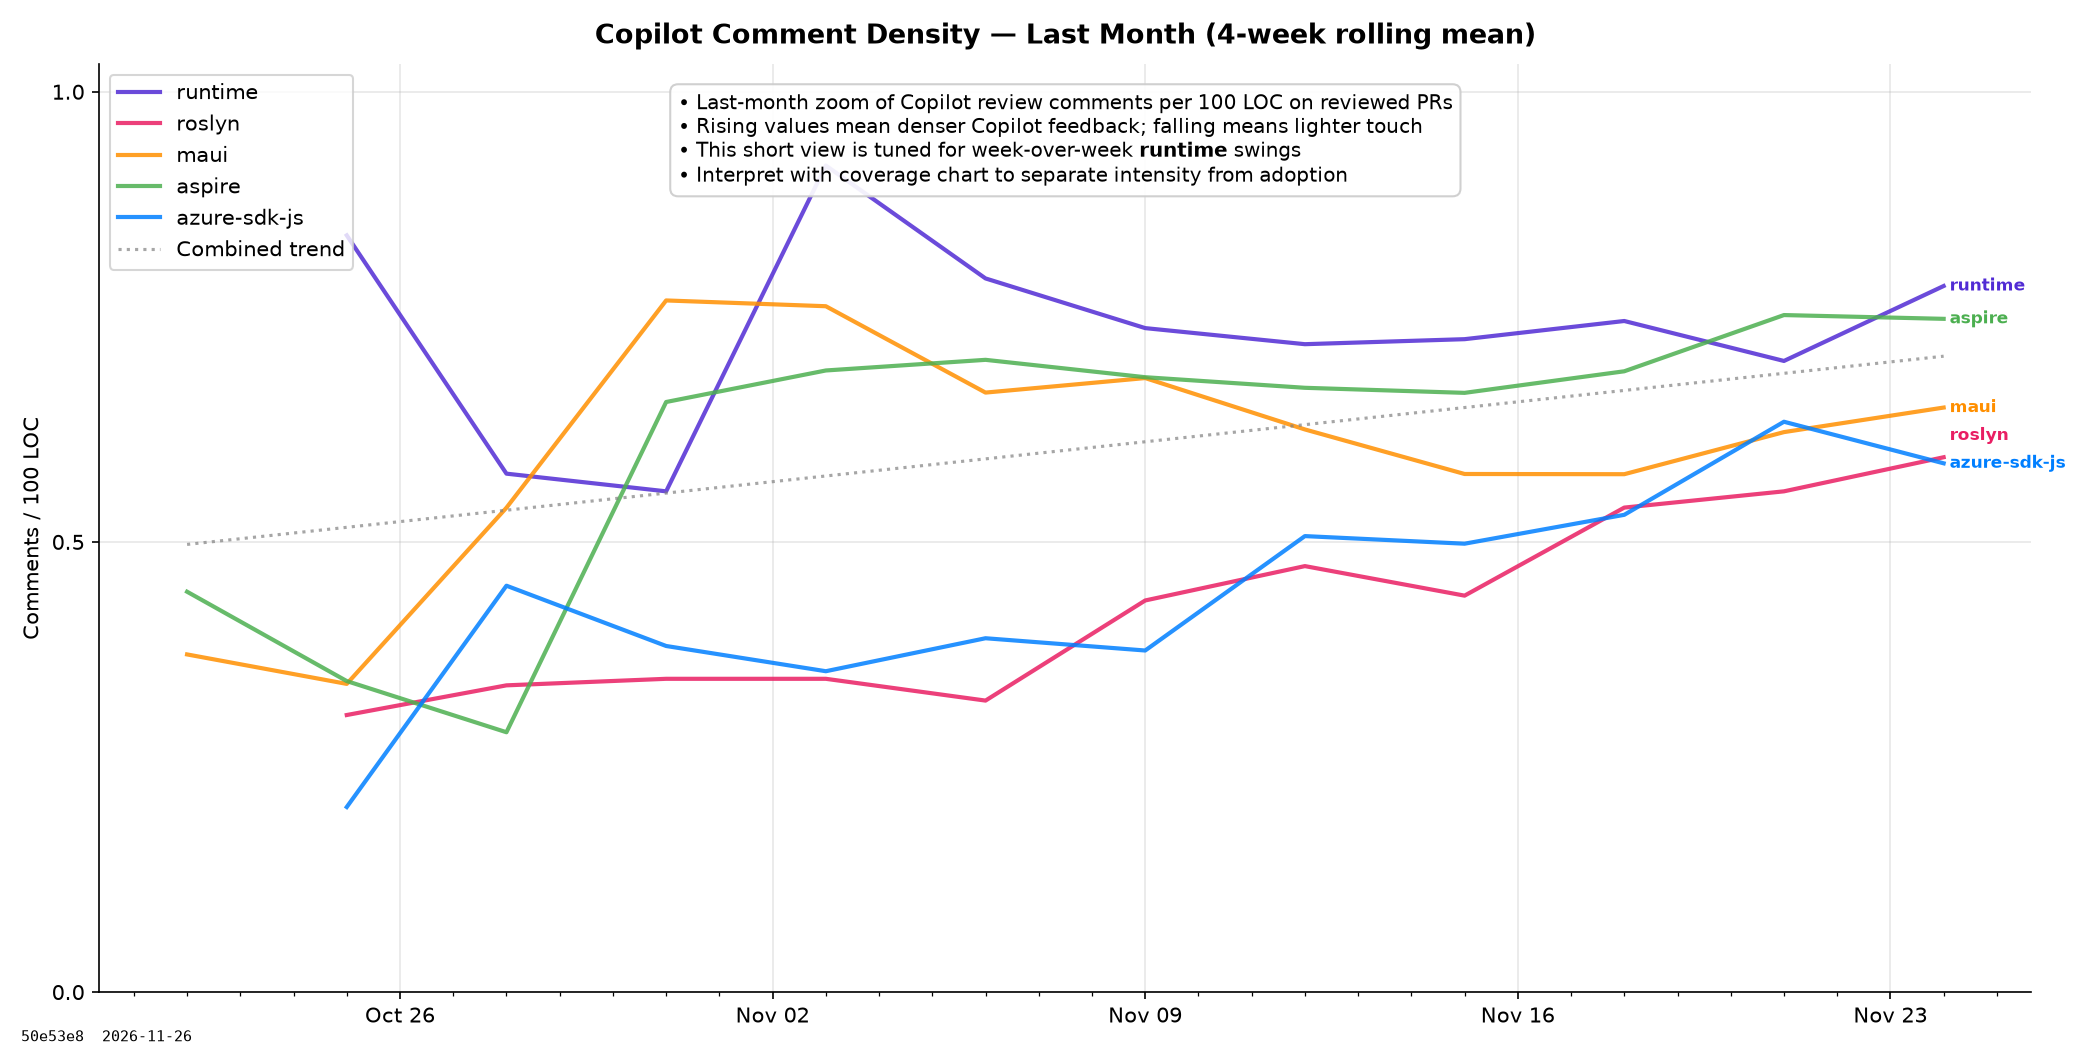 Copilot Comment Density — Last Month (4-week rolling mean)
runtime
roslyn
maui
aspire
azure-sdk-js
Combined trend
• Last-month zoom of Copilot review comments per 100 LOC on reviewed PRs
• Rising values mean denser Copilot feedback; falling means lighter touch
• This short view is tuned for week-over-week runtime swings
• Interpret with coverage chart to separate intensity from adoption
1.0
0.5
0.0
Comments / 100 LOC
runtime
aspire
maui
roslyn
azure-sdk-js
Oct 26
Nov 02
Nov 09
Nov 16
Nov 23
50e53e8 2026-11-26